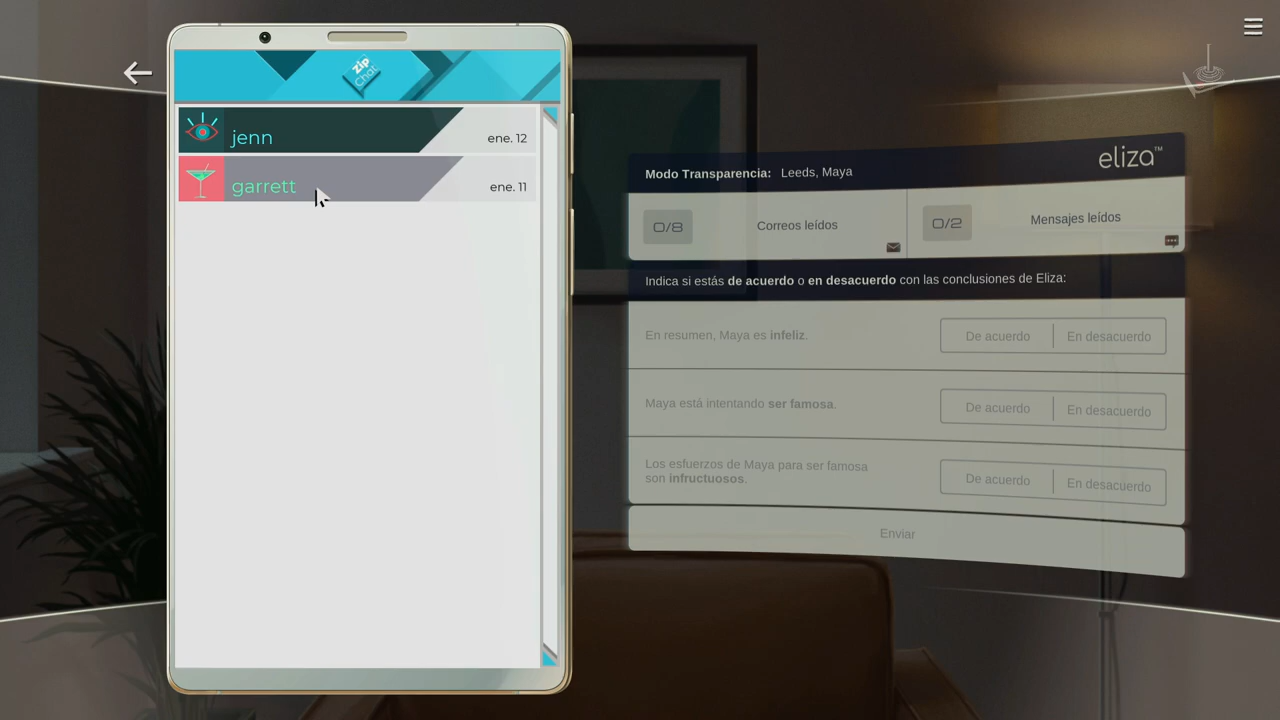 zip
Chat
jenn
ene. 12
garrett
ene. 11
eliza™
Modo Transparencia: Leeds, Maya
0/8
Correos leídos
0/2
Mensajes leídos
Indica si estás de acuerdo o en desacuerdo con las conclusiones de Eliza:
En resumen, Maya es infeliz.
De acuerdo
En desacuerdo
Maya está intentando ser famosa.
De acuerdo
En desacuerdo
Los esfuerzos de Maya para ser famosa
son infructuosos.
De acuerdo
En desacuerdo
Enviar